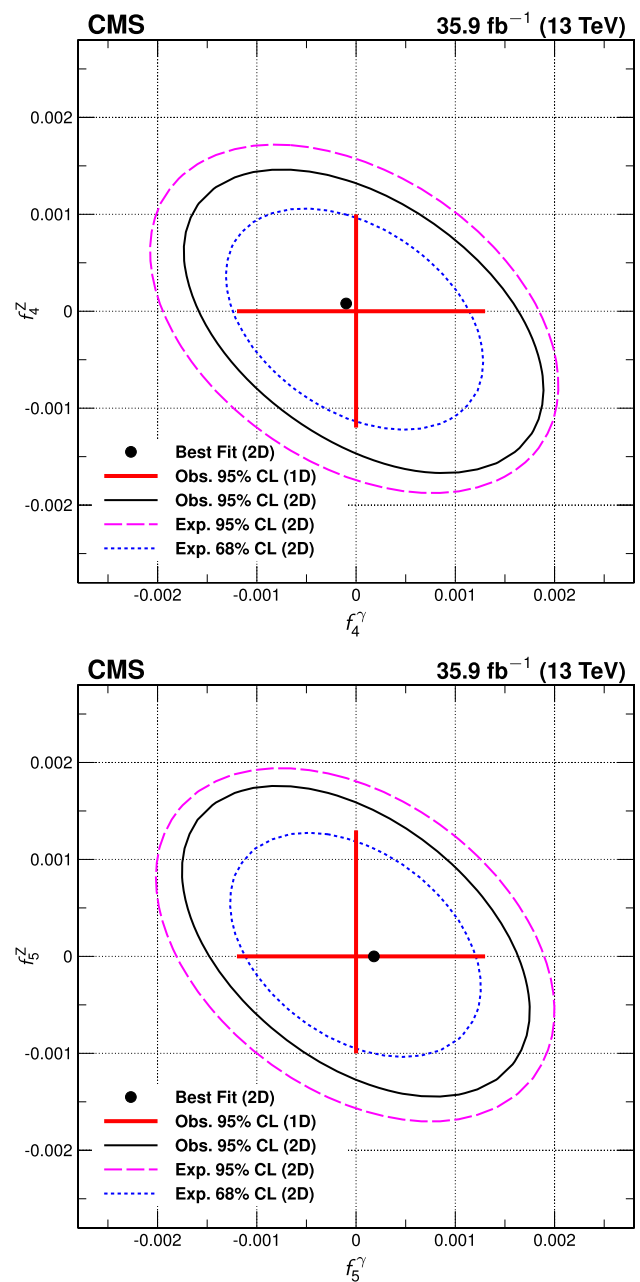 CMS 35.9 fb⁻¹ (13 TeV)
0.002
0.001
0
-0.001
-0.002
f₄ᶻ
Best Fit (2D)
Obs. 95% CL (1D)
Obs. 95% CL (2D)
Exp. 95% CL (2D)
Exp. 68% CL (2D)
-0.002 -0.001 0 0.001 0.002
f₄ᵞ
CMS 35.9 fb⁻¹ (13 TeV)
0.002
0.001
0
-0.001
-0.002
f₅ᶻ
Best Fit (2D)
Obs. 95% CL (1D)
Obs. 95% CL (2D)
Exp. 95% CL (2D)
Exp. 68% CL (2D)
-0.002 -0.001 0 0.001 0.002
f₅ᵞ